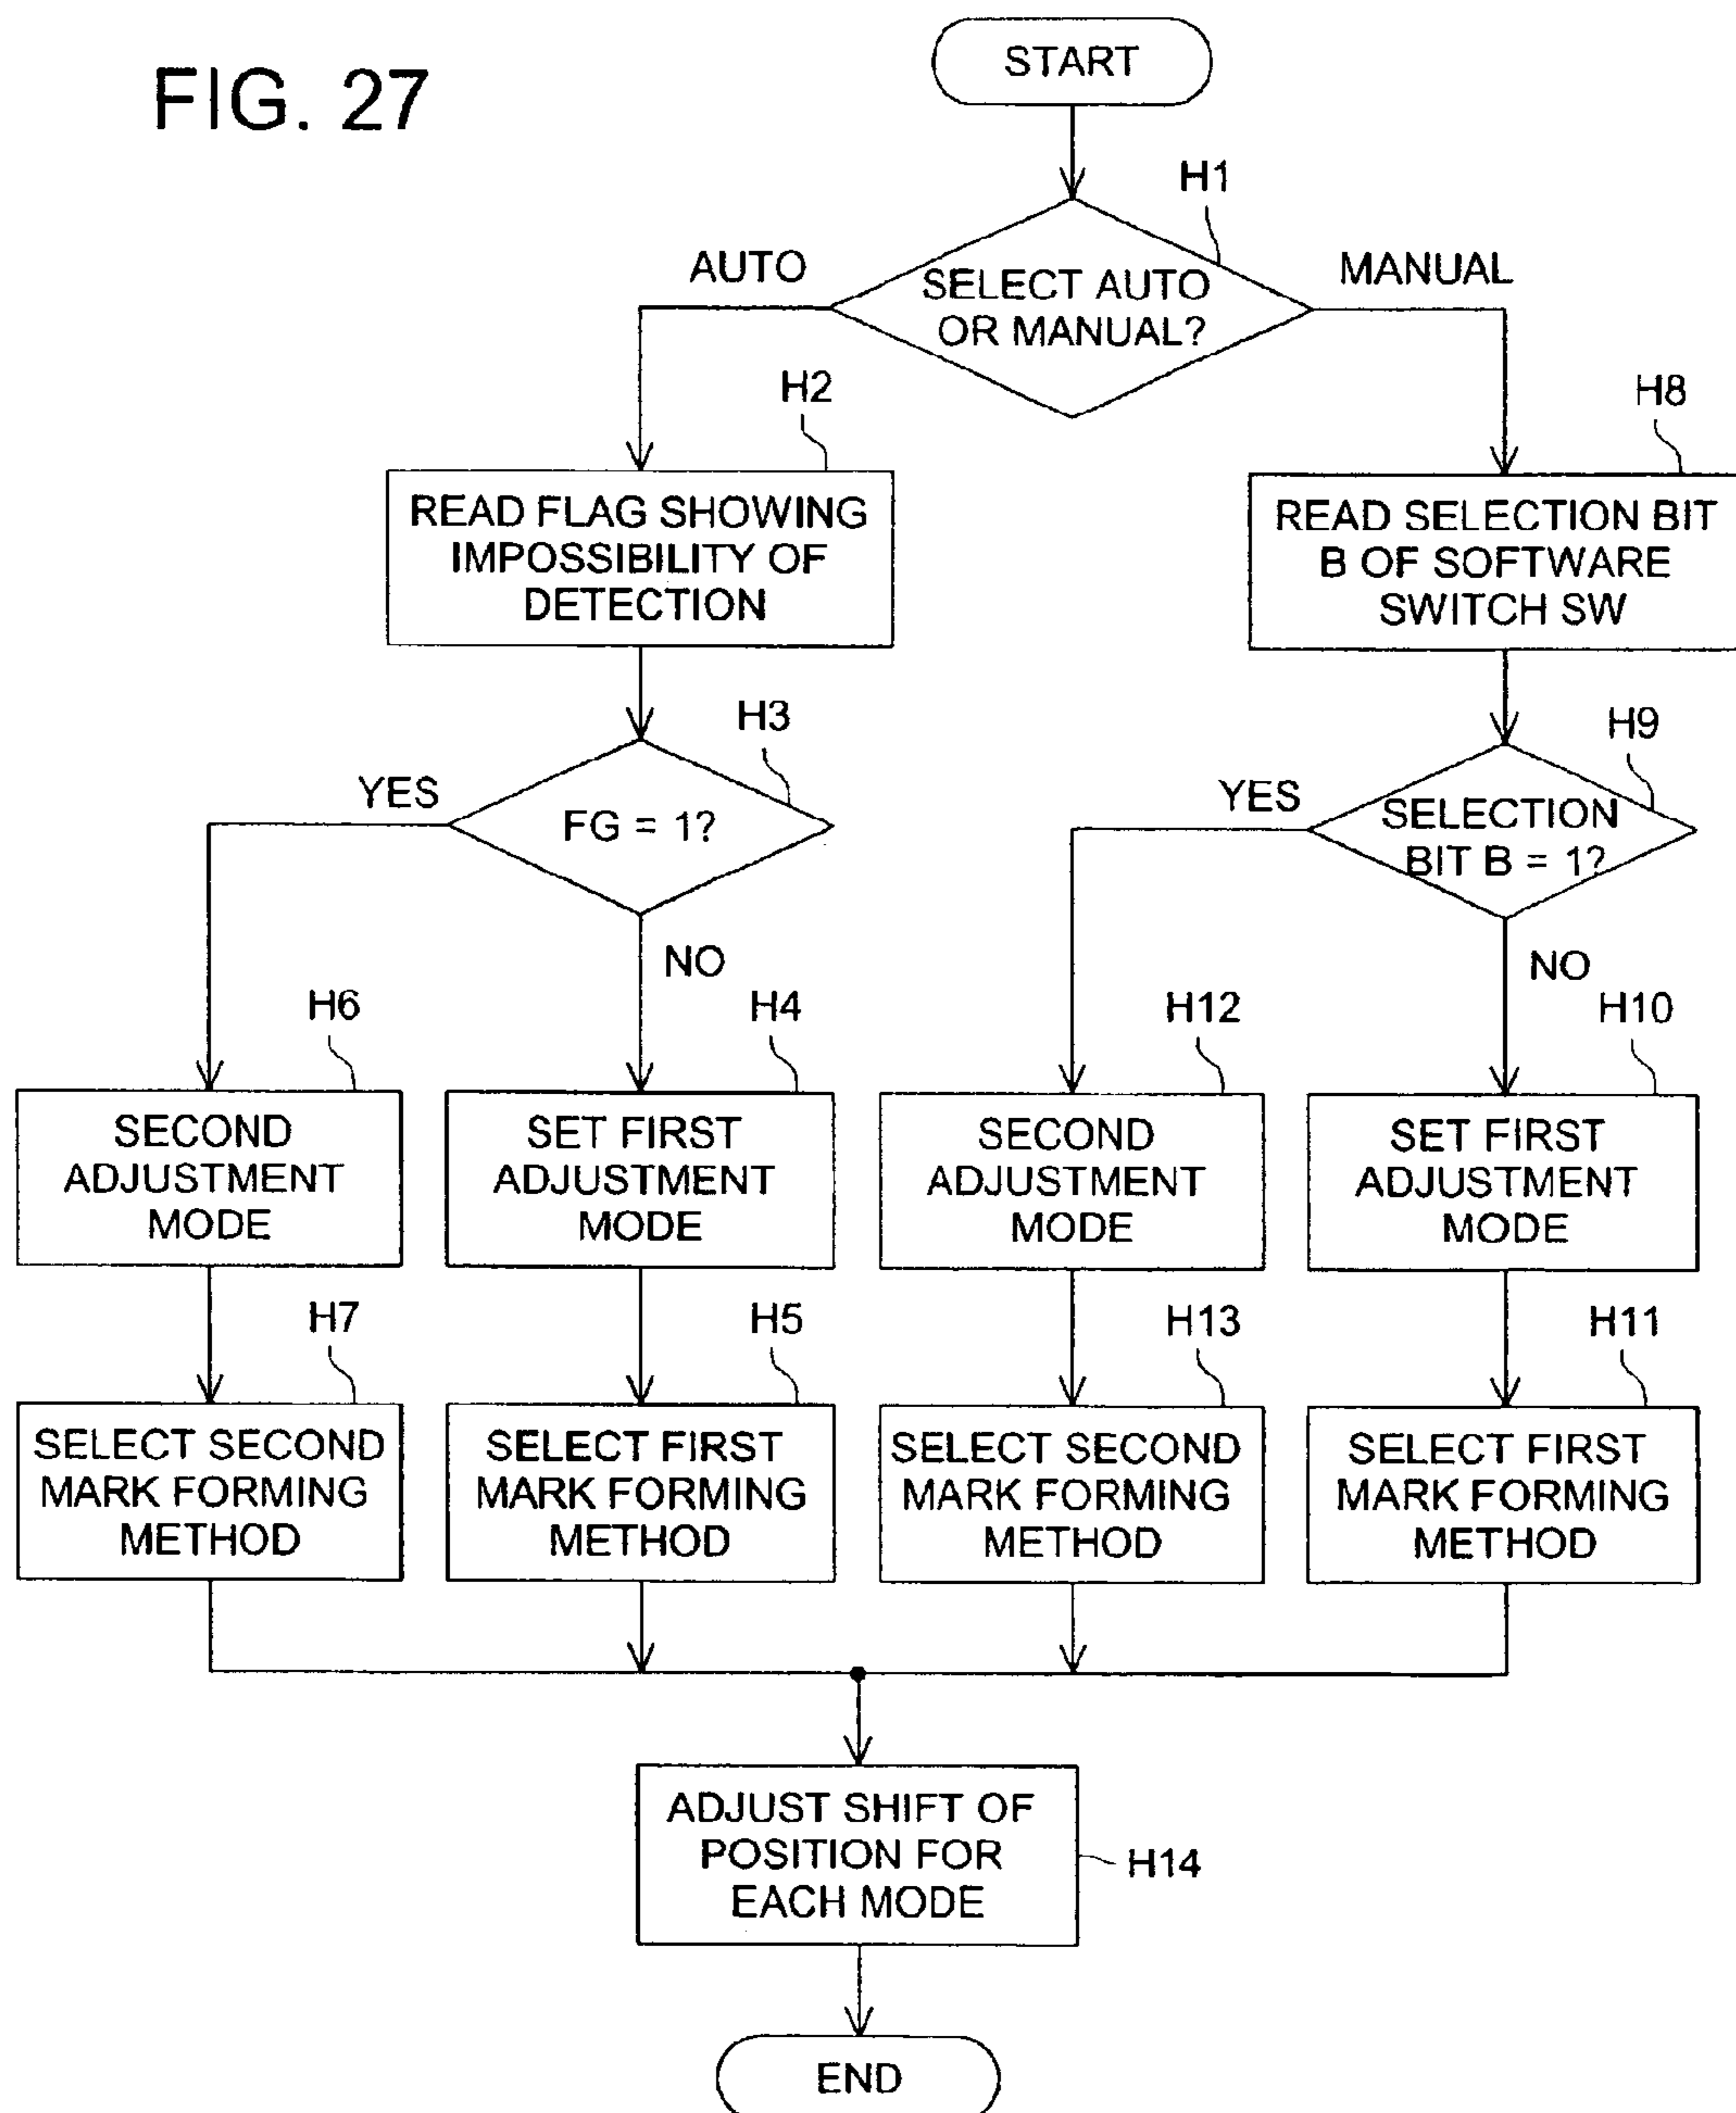 FIG. 27
START
H1
AUTO
MANUAL
SELECT AUTO
OR MANUAL?
H2
READ FLAG SHOWING
IMPOSSIBILITY OF
DETECTION
H8
READ SELECTION BIT
B OF SOFTWARE
SWITCH SW
H3
YES
FG = 1?
NO
H9
YES
SELECTION
BIT B = 1?
NO
H6
SECOND
ADJUSTMENT
MODE
H4
SET FIRST
ADJUSTMENT
MODE
H12
SECOND
ADJUSTMENT
MODE
H10
SET FIRST
ADJUSTMENT
MODE
H7
SELECT SECOND
MARK FORMING
METHOD
H5
SELECT FIRST
MARK FORMING
METHOD
H13
SELECT SECOND
MARK FORMING
METHOD
H11
SELECT FIRST
MARK FORMING
METHOD
ADJUST SHIFT OF
POSITION FOR
EACH MODE
H14
END